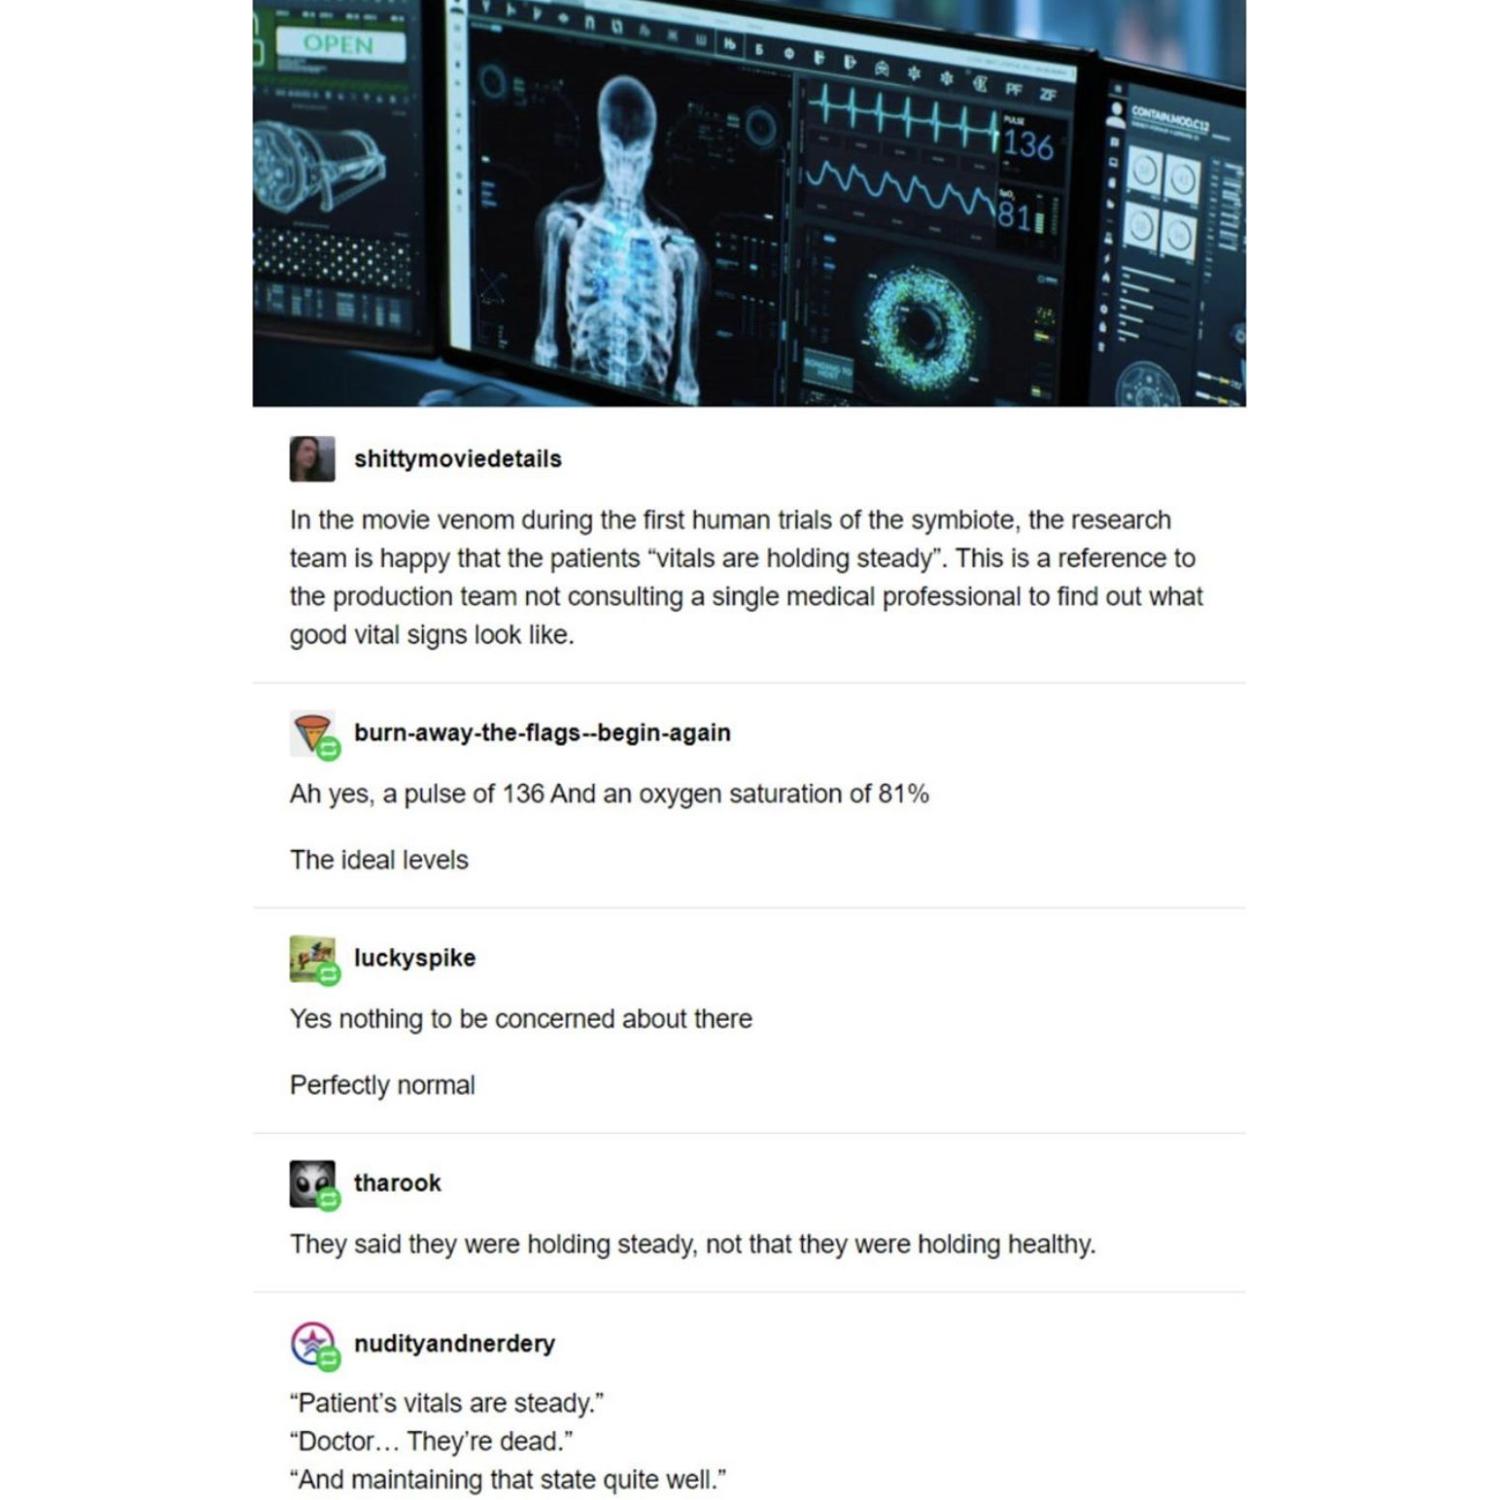 OPEN
PF ZF
PULSE
136
81
CONTAIN.MOD.C12
shittymoviedetails
In the movie venom during the first human trials of the symbiote, the research
team is happy that the patients “vitals are holding steady”. This is a reference to
the production team not consulting a single medical professional to find out what
good vital signs look like.
burn-away-the-flags--begin-again
Ah yes, a pulse of 136 And an oxygen saturation of 81%
The ideal levels
luckyspike
Yes nothing to be concerned about there
Perfectly normal
tharook
They said they were holding steady, not that they were holding healthy.
nudityandnerdery
“Patient’s vitals are steady.”
“Doctor… They’re dead.”
“And maintaining that state quite well.”